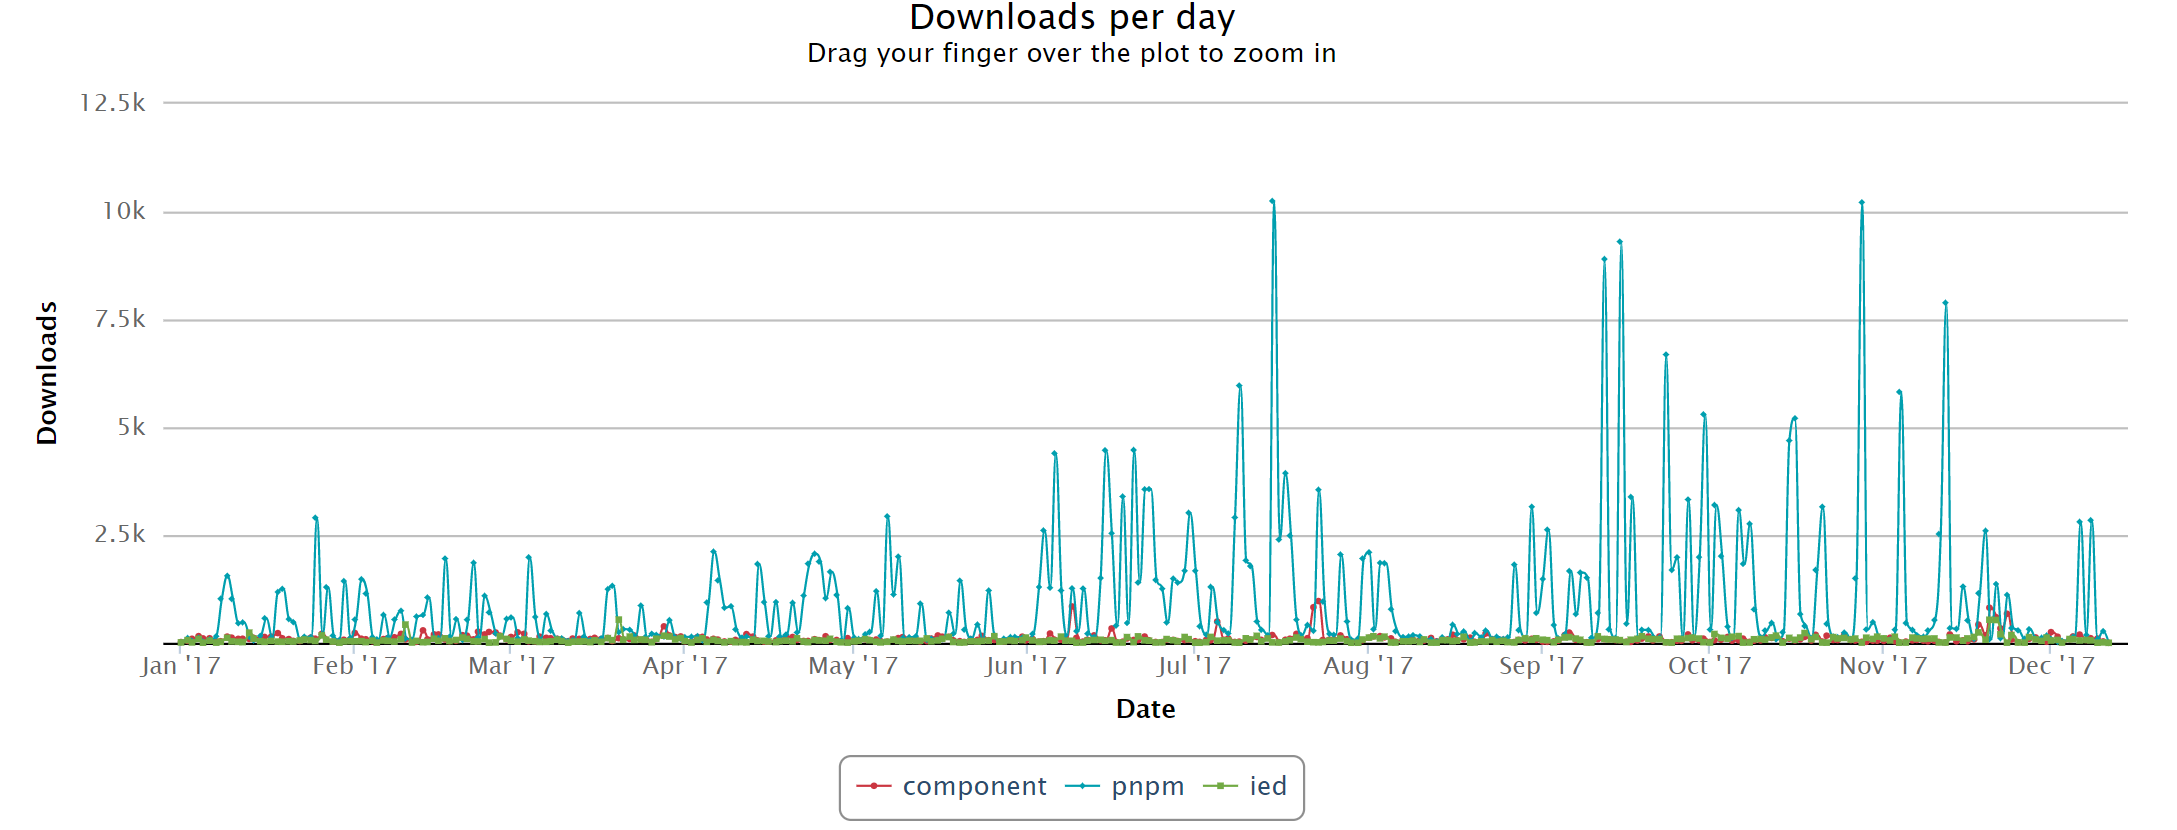 Downloads per day
Drag your finger over the plot to zoom in
12.5k
10k
7.5k
5k
2.5k
Downloads
Jan '17 Feb '17 Mar '17 Apr '17 May '17 Jun '17 Jul '17 Aug '17 Sep '17 Oct '17 Nov '17 Dec '17
Date
component pnpm ied